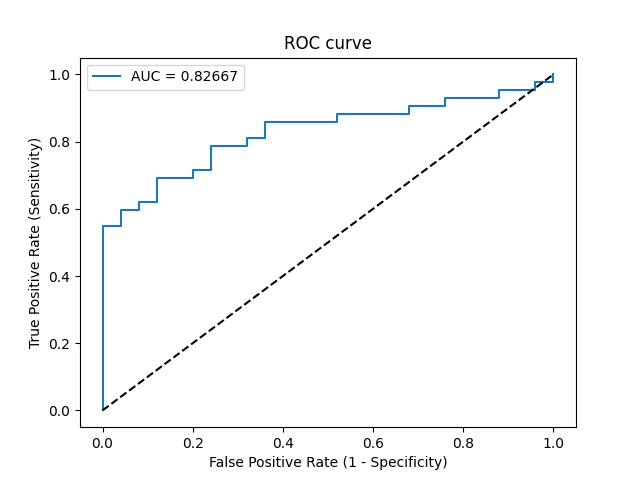 ROC curve
AUC = 0.82667
True Positive Rate (Sensitivity)
1.0
0.8
0.6
0.4
0.2
0.0
0.0 0.2 0.4 0.6 0.8 1.0
False Positive Rate (1 - Specificity)